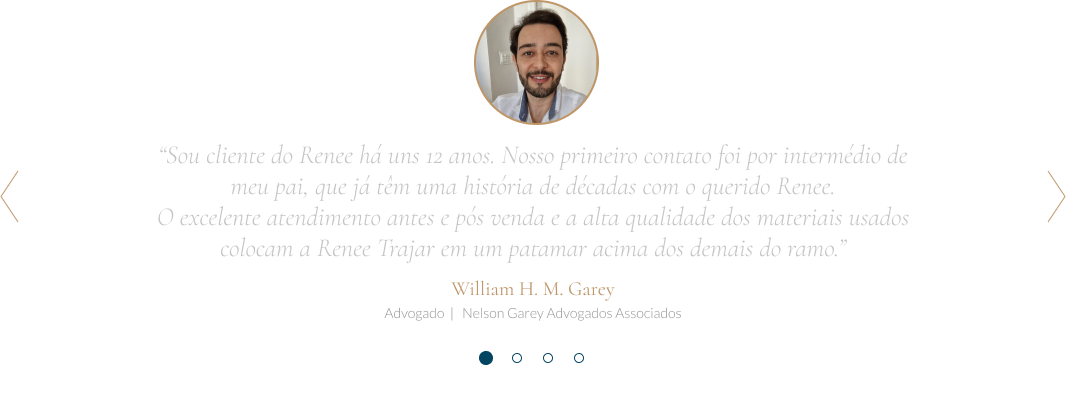 “Sou cliente do Renee há uns 12 anos. Nosso primeiro contato foi por intermédio de
meu pai, que já têm uma história de décadas com o querido Renee.
O excelente atendimento antes e pós venda e a alta qualidade dos materiais usados
colocam a Renee Trajar em um patamar acima dos demais do ramo.”
William H. M. Garey
Advogado | Nelson Garey Advogados Associados